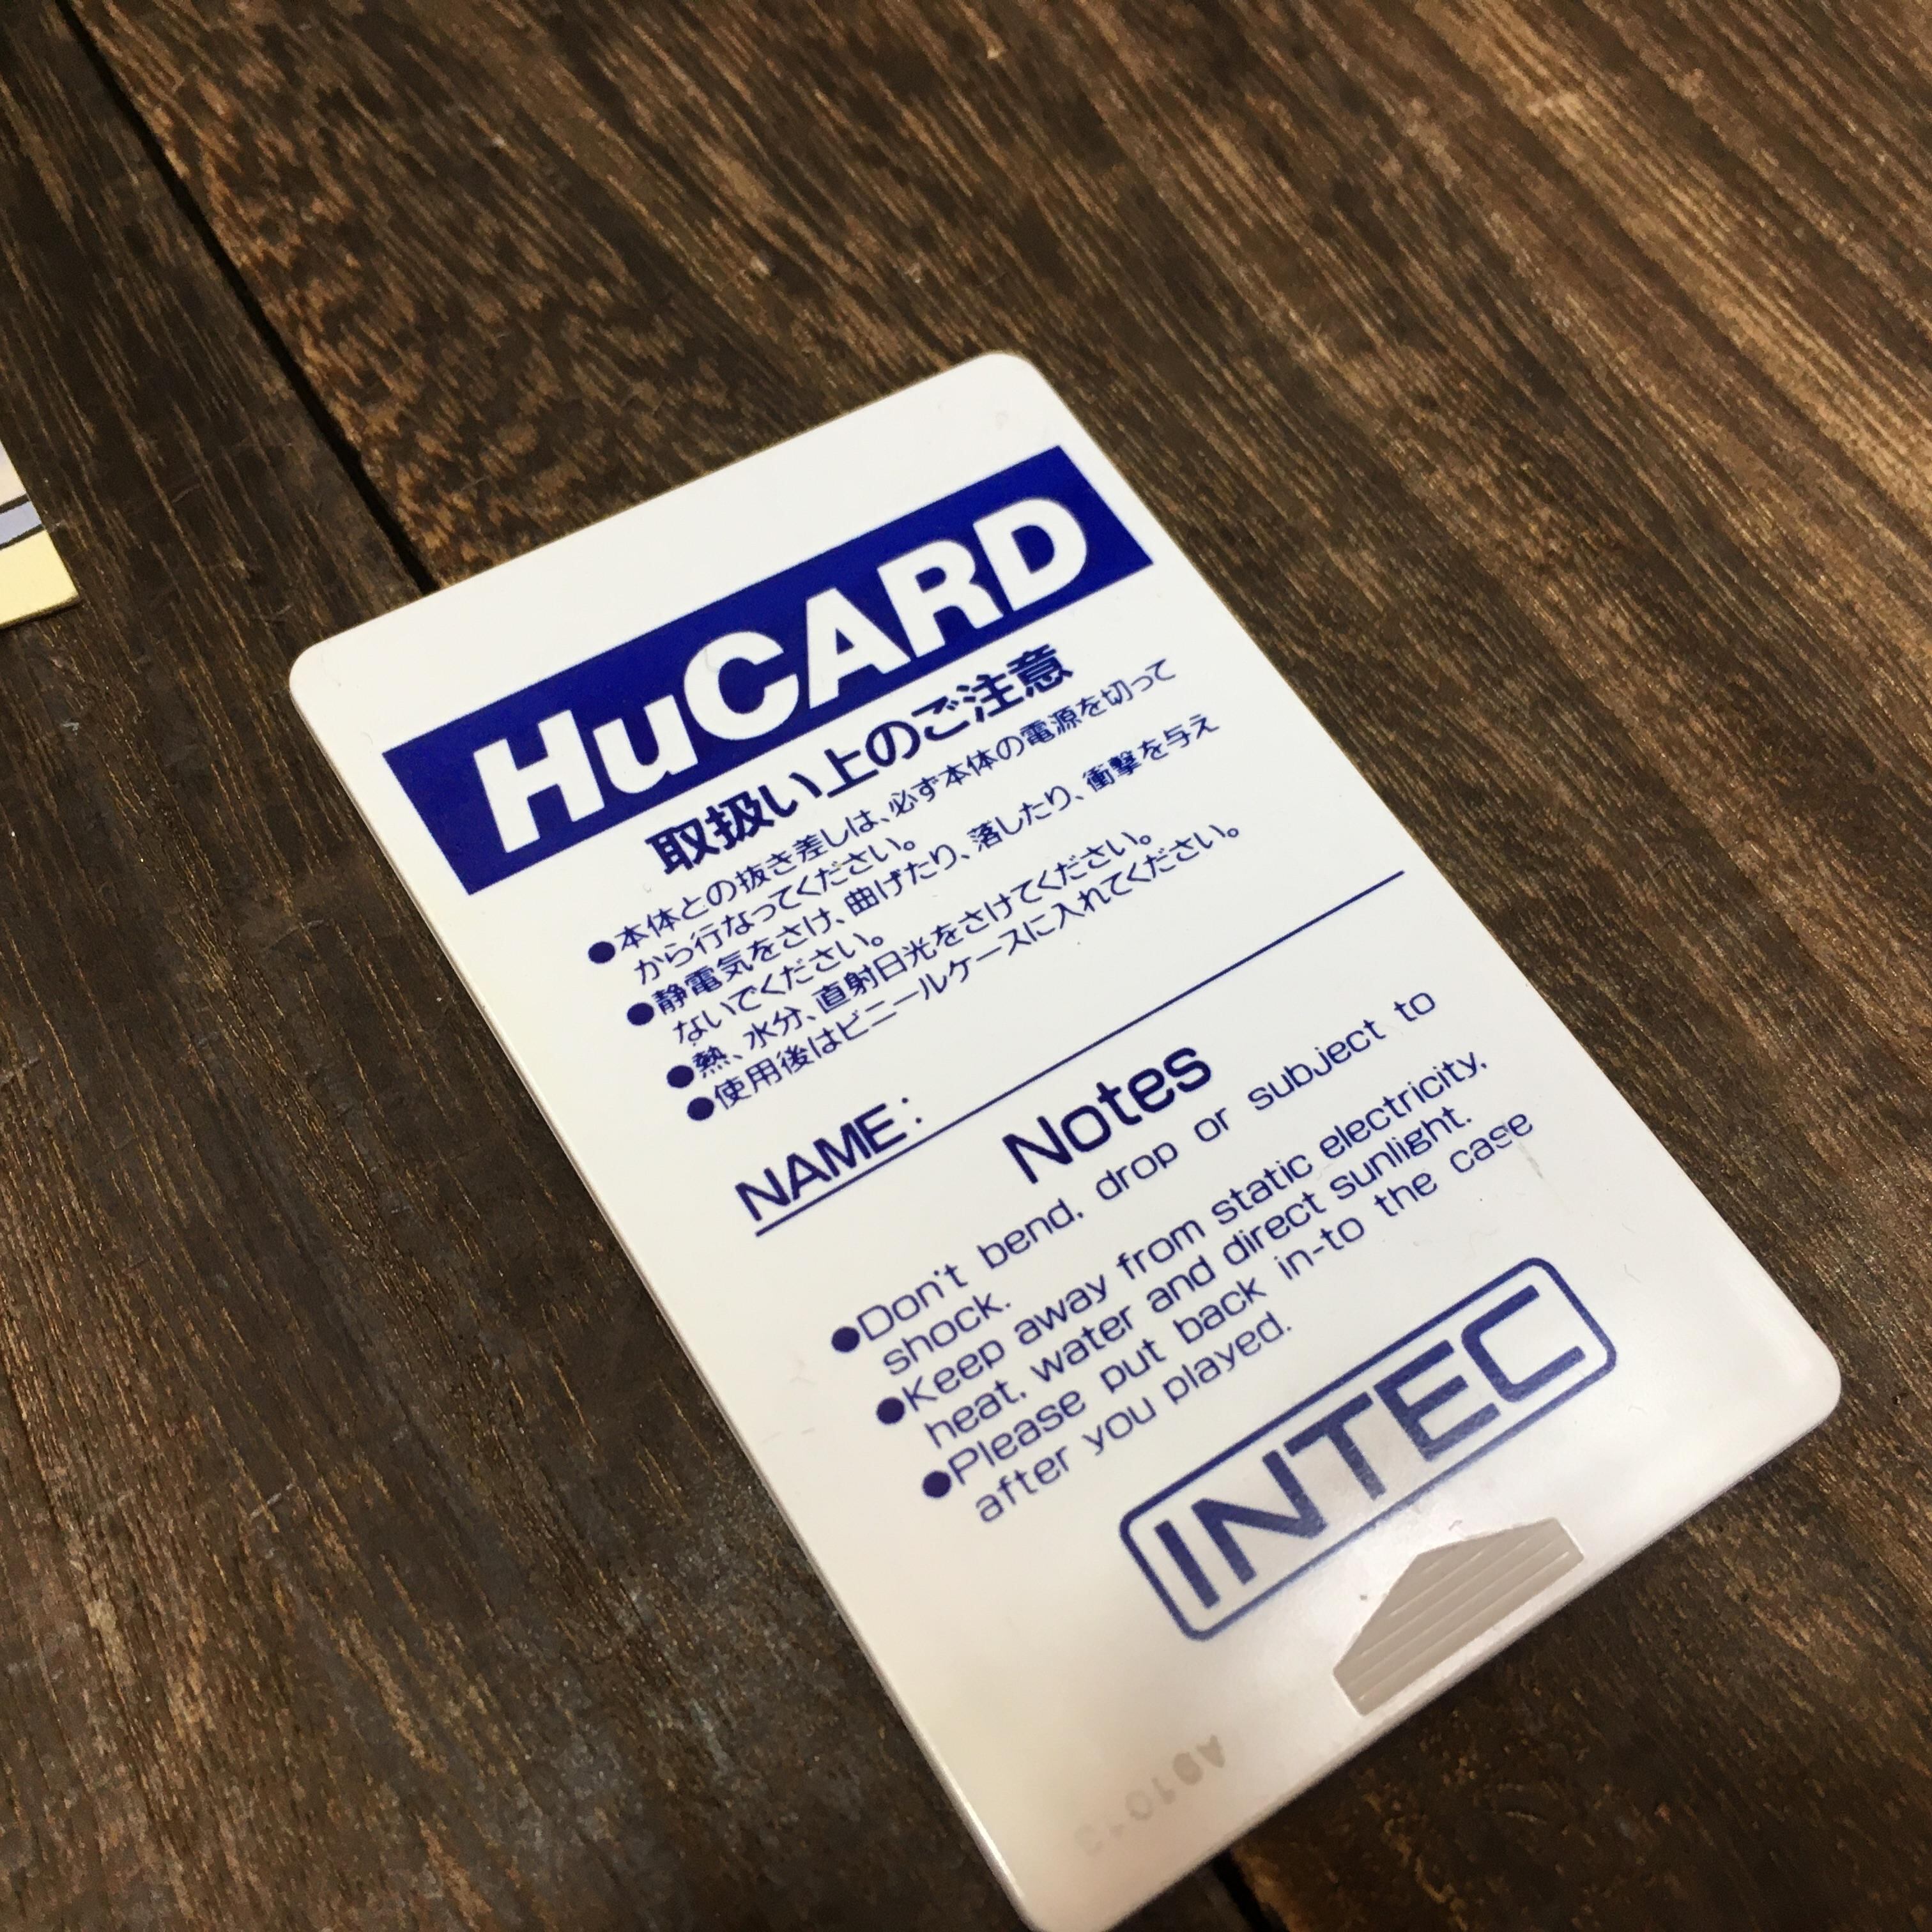 HuCARD
取扱い上のご注意
●本体との抜き差しは、必ず本体の電源を切って
から行なってください。
●静電気をさけ、曲げたり、落したり、衝撃を与え
ないでください。
●熱、水分、直射日光をさけてください。
●使用後はビニールケースに入れてください。
NAME:
Notes
●Don't bend, drop or subject to
shock.
●Keep away from static electricity,
heat, water and direct sunlight.
●Please put back in-to the case
after you played.
INTEC